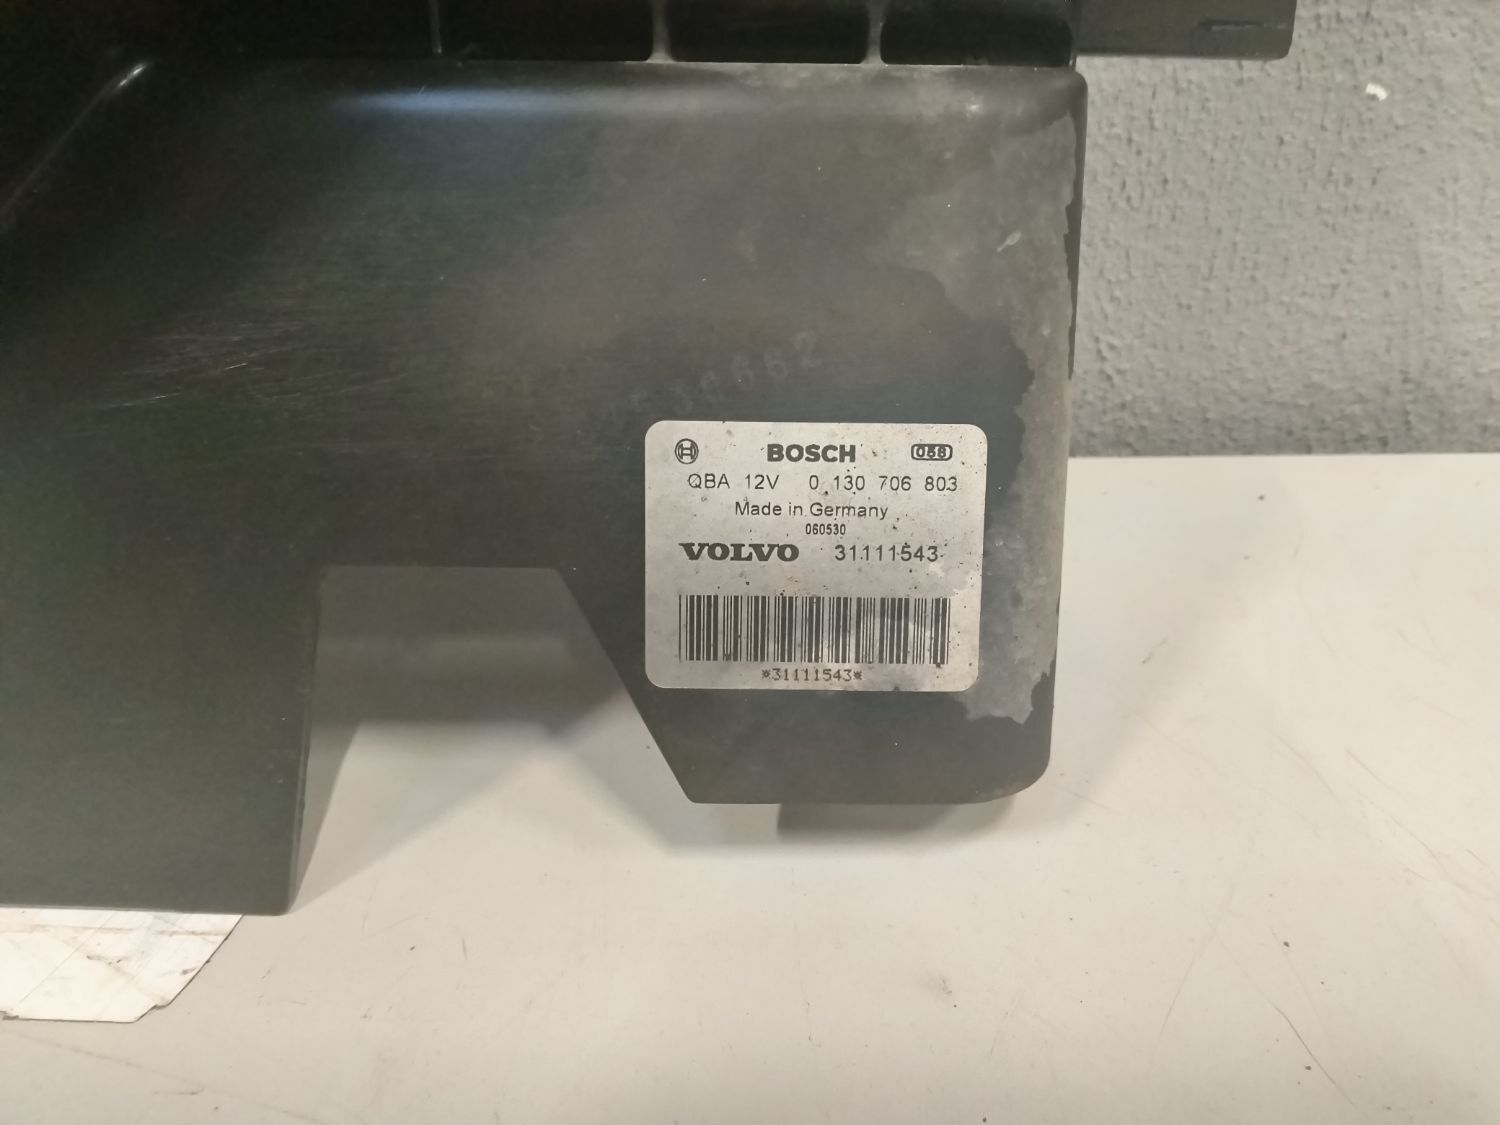 BOSCH 058
QBA 12V 0 130 706 803
Made in Germany
060530
VOLVO 31111543
*31111543*